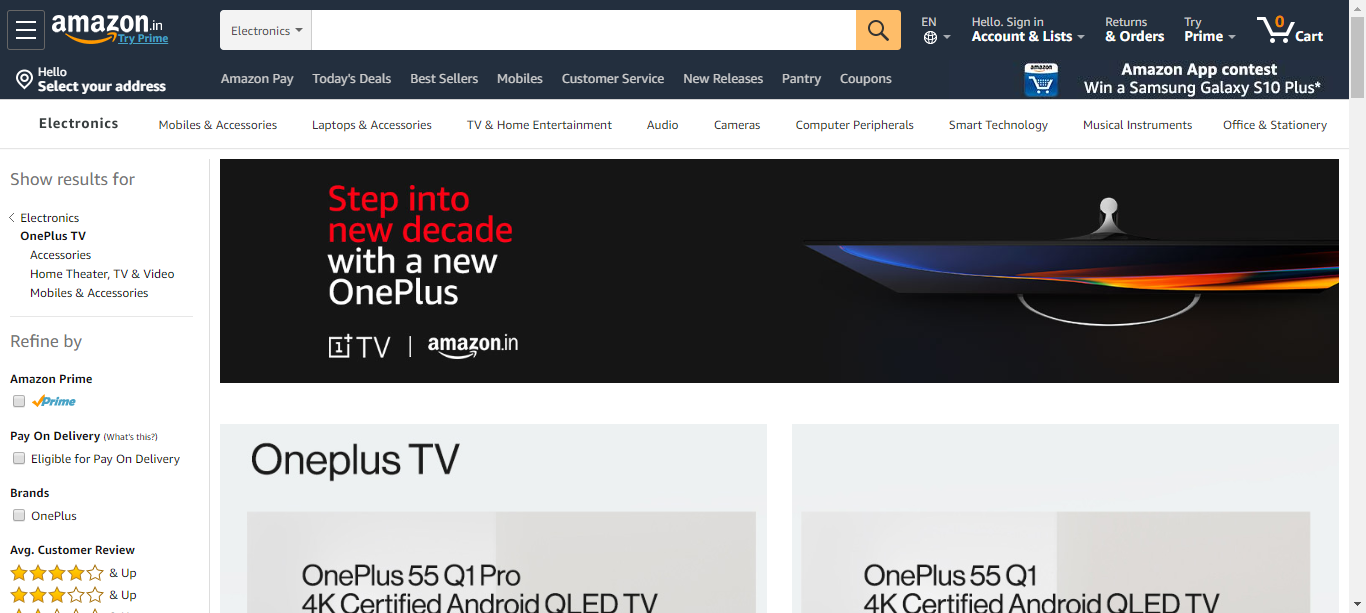 amazon.in
Try Prime
Electronics
EN
Hello. Sign in
Account & Lists
Returns
& Orders
Try
Prime
0
Cart
Hello
Select your address
Amazon Pay
Today's Deals
Best Sellers
Mobiles
Customer Service
New Releases
Pantry
Coupons
amazon
Amazon App contest
Win a Samsung Galaxy S10 Plus*
Electronics
Mobiles & Accessories
Laptops & Accessories
TV & Home Entertainment
Audio
Cameras
Computer Peripherals
Smart Technology
Musical Instruments
Office & Stationery
Show results for
Electronics
OnePlus TV
Accessories
Home Theater, TV & Video
Mobiles & Accessories
Refine by
Amazon Prime
Prime
Pay On Delivery (What's this?)
Eligible for Pay On Delivery
Brands
OnePlus
Avg. Customer Review
& Up
& Up
Step into
new decade
with a new
OnePlus
1+ TV | amazon.in
Oneplus TV
OnePlus 55 Q1 Pro
4K Certified Android QLED TV
OnePlus 55 Q1
4K Certified Android QLED TV